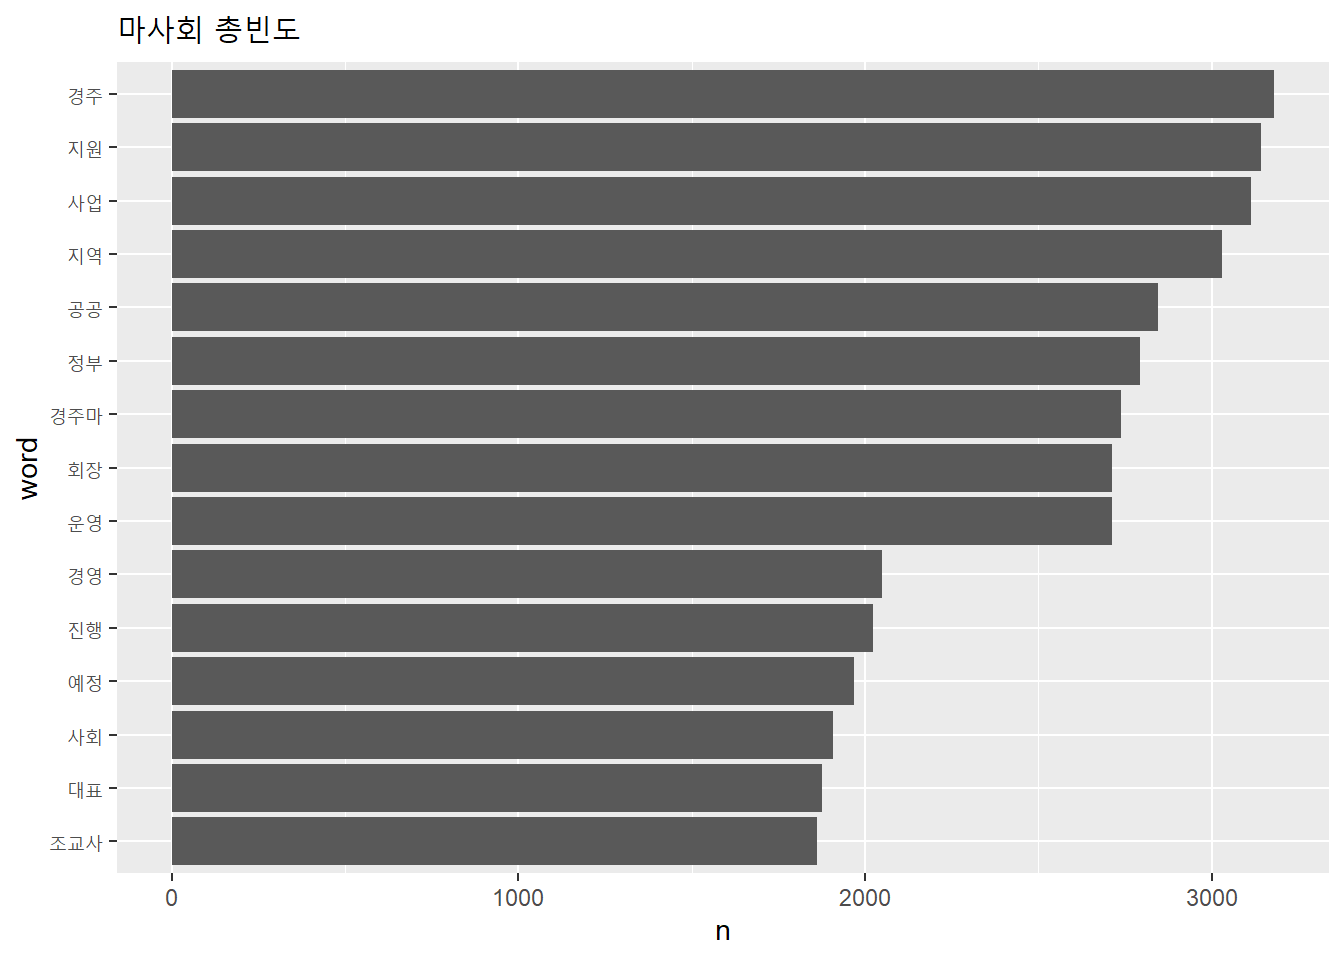 마사회 총빈도
경주
지원
사업
지역
공공
정부
경주마
회장
운영
경영
진행
예정
사회
대표
조교사
word
0 1000 2000 3000
n